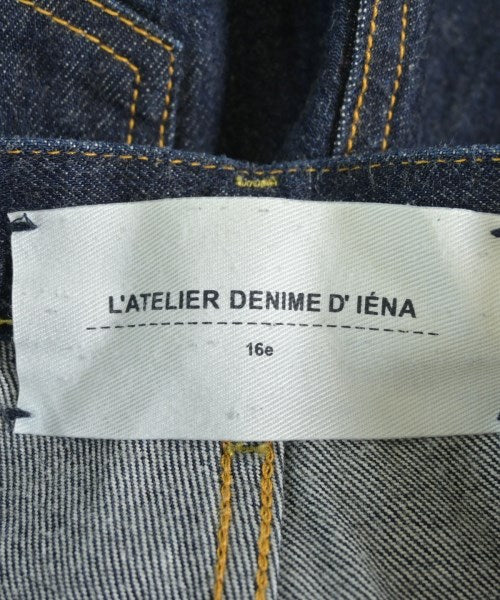 L'ATELIER DENIME D' IÉNA
16e